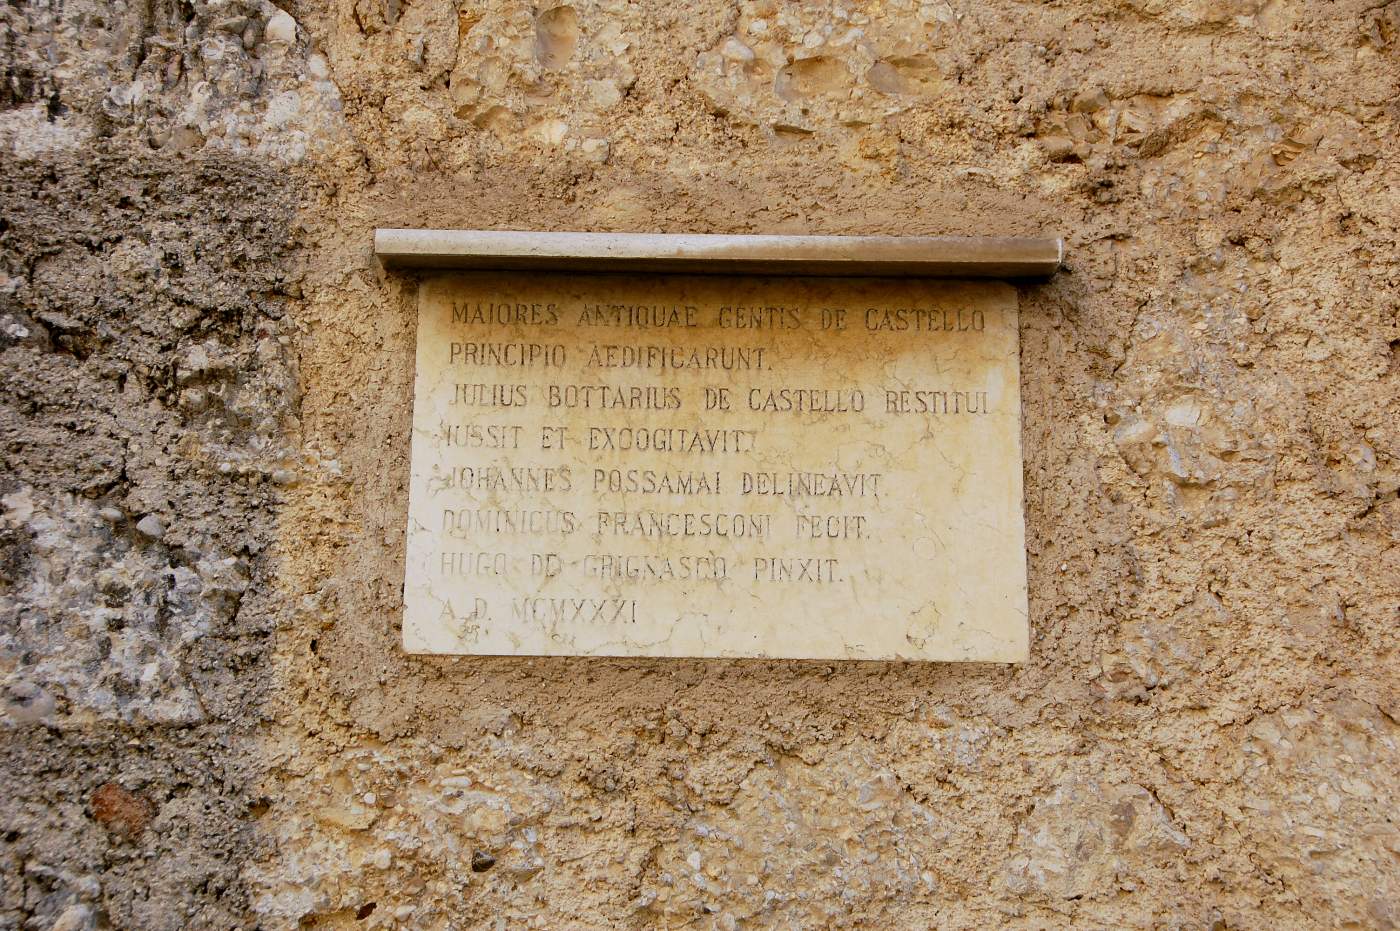 MAIORES ANTIQUAE GENTIS DE CASTELLO
PRINCIPIO AEDIFICARUNT.
JULIUS BOTTARIUS DE CASTELLO RESTITUI
IUSSIT ET EXCOGITAVIT.
JOHANNES POSSAMAI DELINEAVIT.
DOMINICUS FRANCESCONI FECIT.
HUGO DE GRIGNASCO PINXIT.
A.D. MCMXXXI